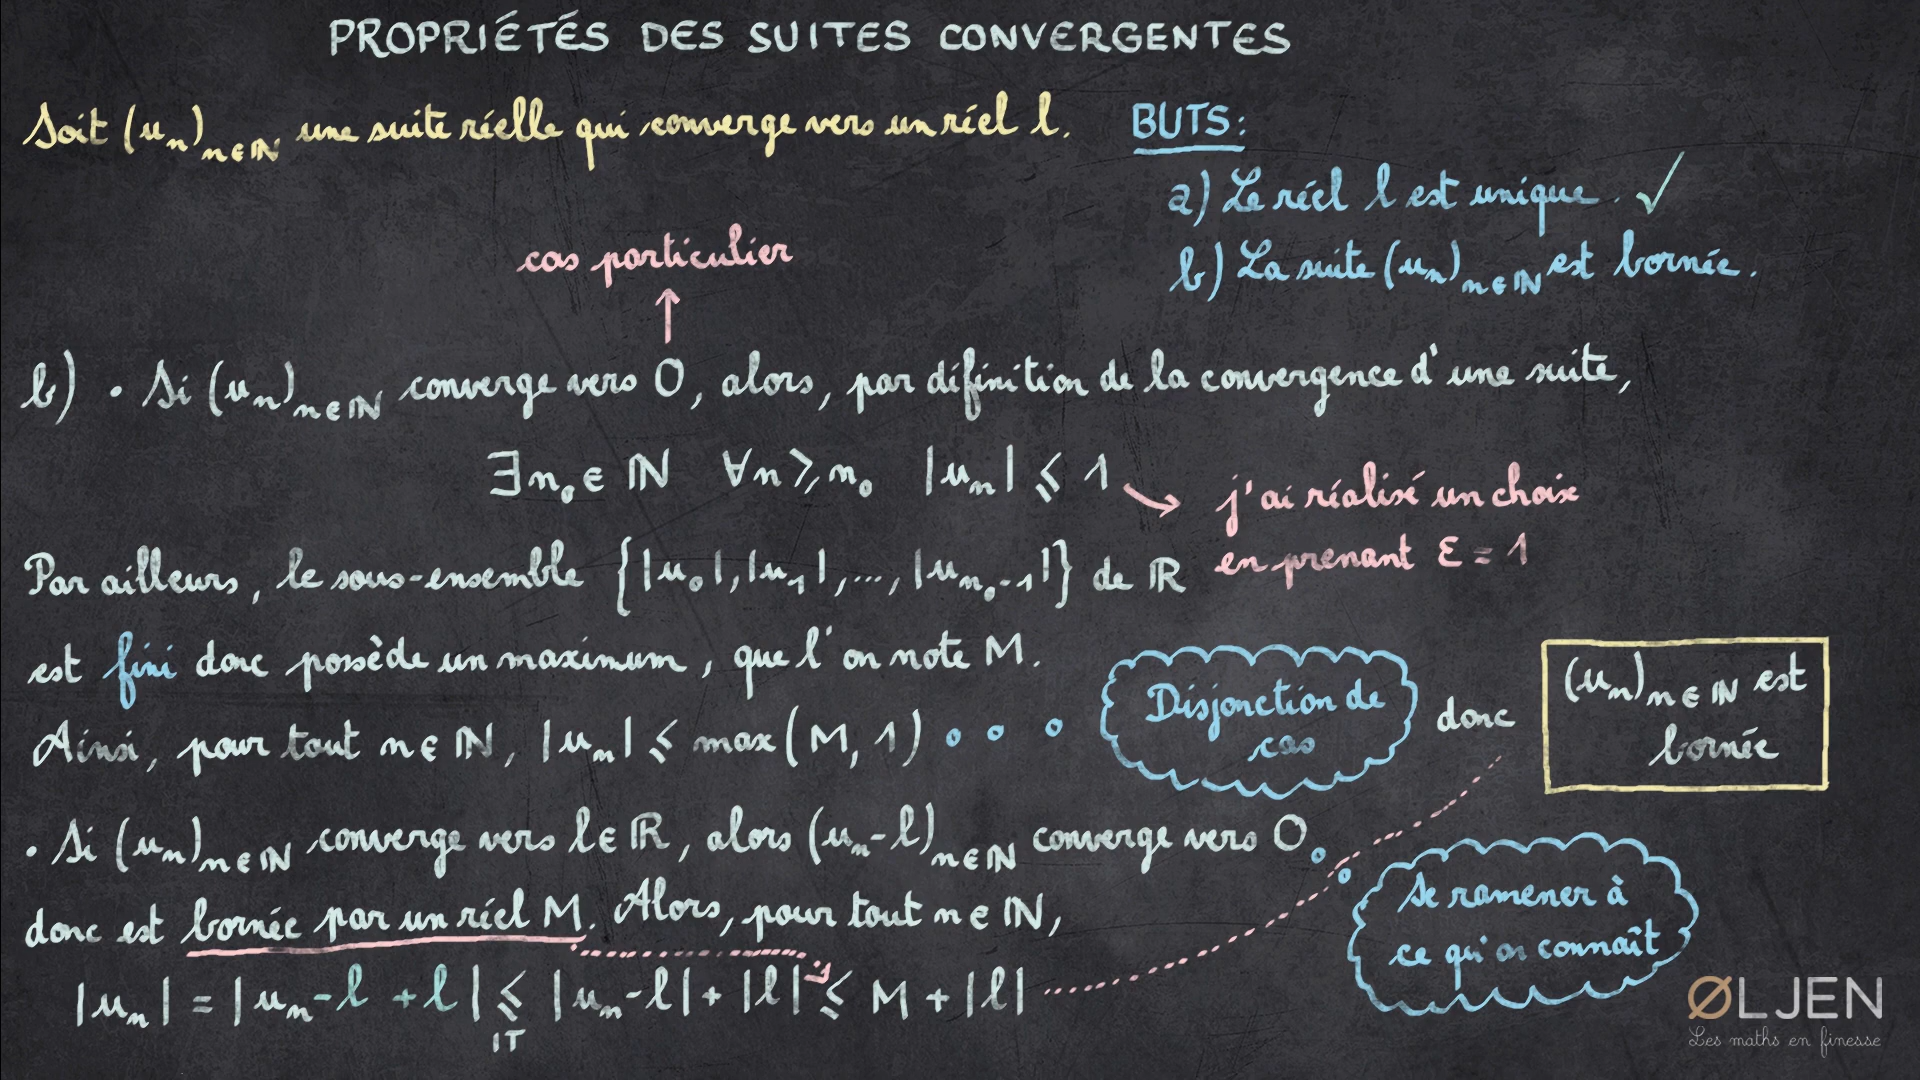 PROPRIÉTÉS DES SUITES CONVERGENTES
Soit (uₙ)ₙ∈ℕ une suite réelle qui converge vers un réel l.
BUTS :
a) Le réel l est unique. ✓
b) La suite (uₙ)ₙ∈ℕ est bornée.
cas particulier
↑
b) • Si (uₙ)ₙ∈ℕ converge vers 0, alors, par définition de la convergence d'une suite,
∃n₀ ∈ ℕ ∀n ⩾ n₀ |uₙ| ⩽ 1
j'ai réalisé un choix
en prenant ε = 1
Par ailleurs, le sous-ensemble {|u₀|, |u₁|, ..., |u_{n₀-1}|} de ℝ
est fini donc possède un maximum, que l'on note M.
Ainsi, pour tout n ∈ ℕ, |uₙ| ⩽ max(M, 1)
Disjonction de
cas
donc
(uₙ)ₙ∈ℕ est
bornée
• Si (uₙ)ₙ∈ℕ converge vers l ∈ ℝ, alors (uₙ - l)ₙ∈ℕ converge vers 0
donc est bornée par un réel M. Alors, pour tout n ∈ ℕ,
|uₙ| = |uₙ - l + l| ⩽ |uₙ - l| + |l| ⩽ M + |l|
IT
Se ramener à
ce qu'on connaît
ØLJEN
Les maths en finesse